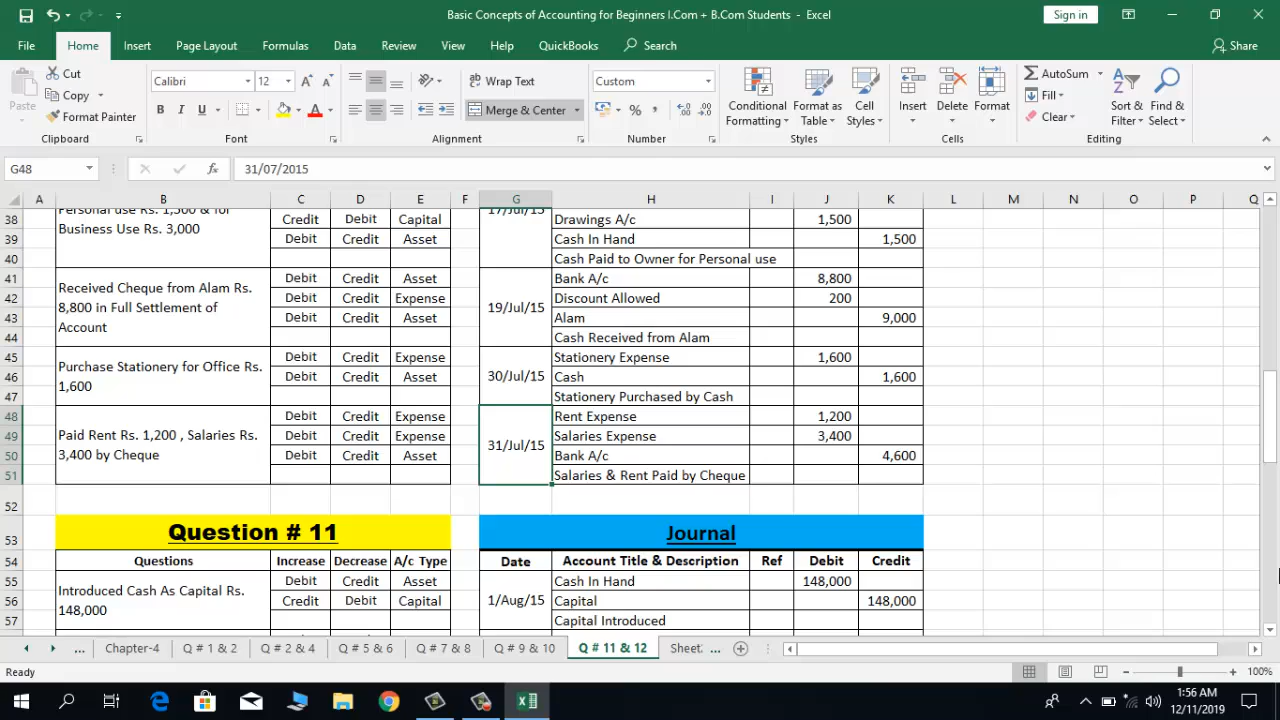 Basic Concepts of Accounting for Beginners I.Com + B.Com Students - Excel
Sign in
File Home Insert Page Layout Formulas Data Review View Help QuickBooks Search Share
Paste
Cut
Copy
Format Painter
Clipboard
Calibri 12
B I U
Font
Wrap Text
Merge & Center
Alignment
Custom
% ,
Number
Conditional Formatting
Format as Table
Cell Styles
Styles
Insert
Delete
Format
Cells
AutoSum
Fill
Clear
Sort & Filter
Find & Select
Editing
G48 fx 31/07/2015
A B C D E F G H I J K L M N O P Q
38 Personal use Rs. 1,500 & for Credit Debit Capital 17/Jul/15 Drawings A/c 1,500
39 Business Use Rs. 3,000 Debit Credit Asset Cash In Hand 1,500
40 Cash Paid to Owner for Personal use
41 Received Cheque from Alam Rs. Debit Credit Asset 19/Jul/15 Bank A/c 8,800
42 8,800 in Full Settlement of Debit Credit Expense Discount Allowed 200
43 Account Debit Credit Asset Alam 9,000
44 Cash Received from Alam
45 Purchase Stationery for Office Rs. Debit Credit Expense 30/Jul/15 Stationery Expense 1,600
46 1,600 Debit Credit Asset Cash 1,600
47 Stationery Purchased by Cash
48 Debit Credit Expense Rent Expense 1,200
49 Paid Rent Rs. 1,200 , Salaries Rs. Debit Credit Expense 31/Jul/15 Salaries Expense 3,400
50 3,400 by Cheque Debit Credit Asset Bank A/c 4,600
51 Salaries & Rent Paid by Cheque
52
53 Question # 11 Journal
54 Questions Increase Decrease A/c Type Date Account Title & Description Ref Debit Credit
55 Introduced Cash As Capital Rs. Debit Credit Asset Cash In Hand 148,000
56 148,000 Credit Debit Capital 1/Aug/15 Capital 148,000
57 Capital Introduced
... Chapter-4 Q # 1 & 2 Q # 2 & 4 Q # 5 & 6 Q # 7 & 8 Q # 9 & 10 Q # 11 & 12 Sheet ...
Ready 100%
1:56 AM
12/11/2019